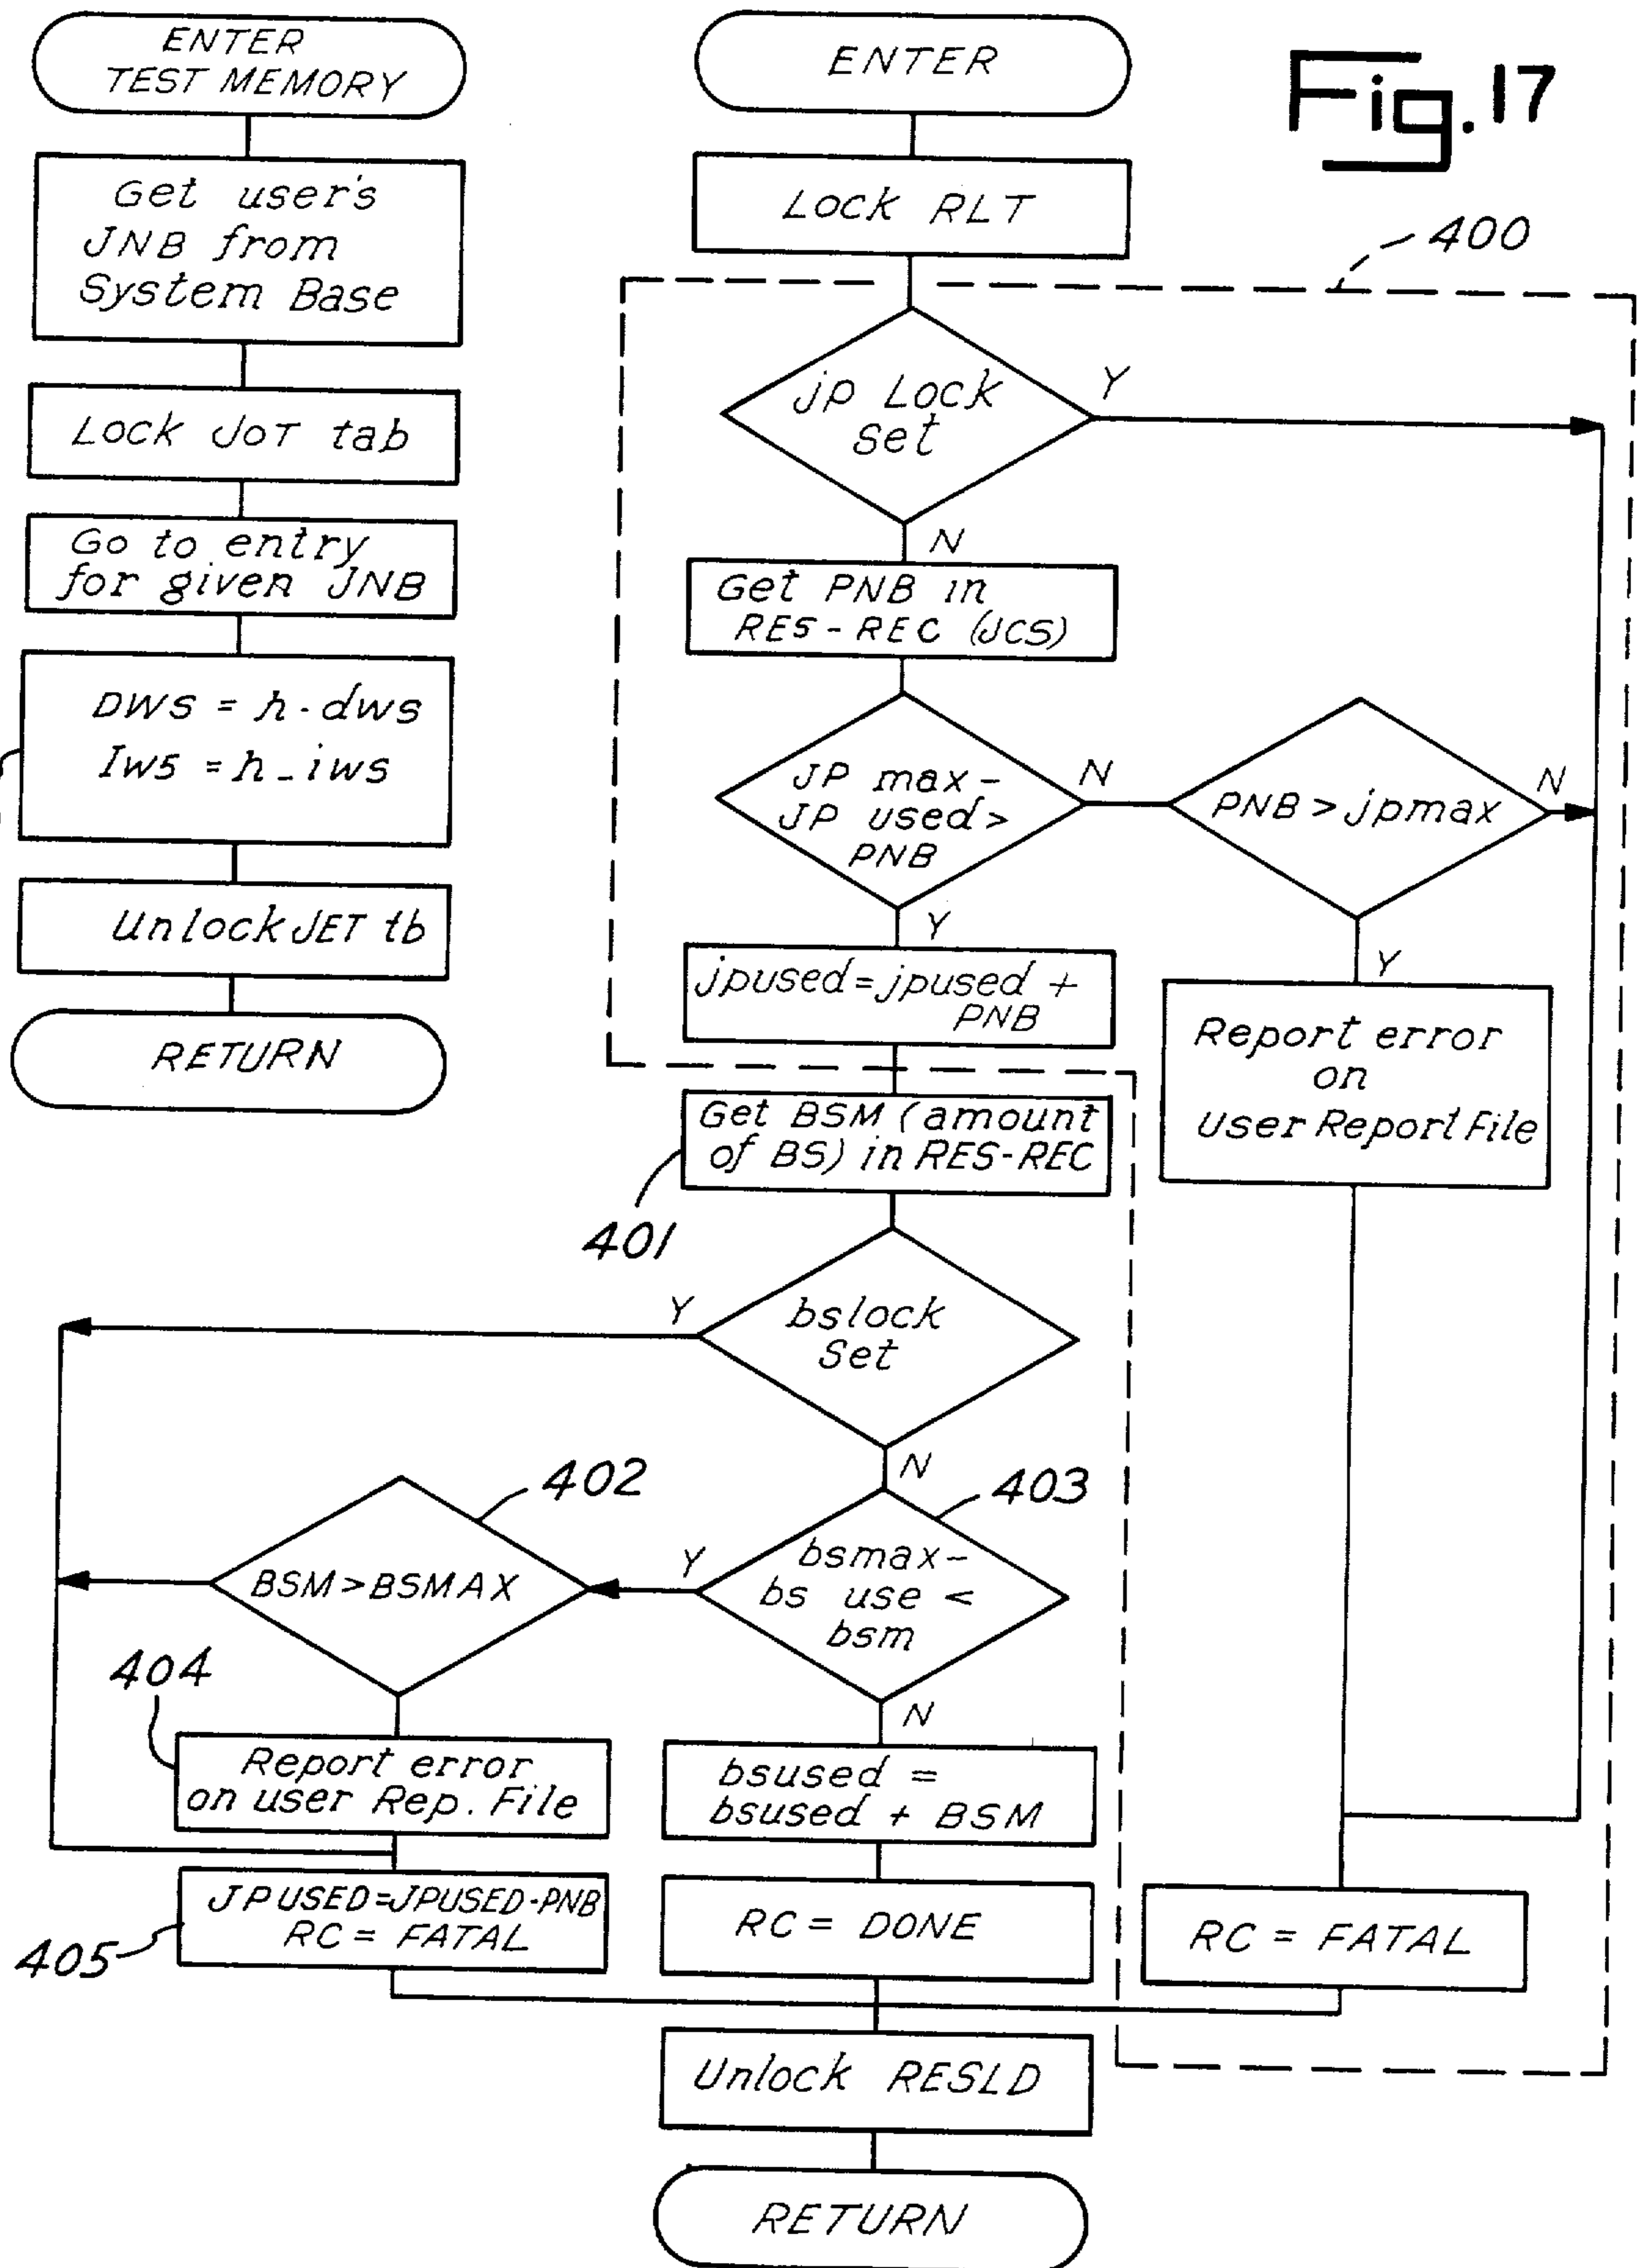 Fig. 17
ENTER
TEST MEMORY
Get user's
JNB from
System Base
Lock JOT tab
Go to entry
for given JNB
DWS = h-dws
Iws = h_iws
Unlock JET tb
RETURN
ENTER
Lock RLT
400
jp Lock
set
Y
N
Get PNB in
RES-REC (JCS)
JP max-
JP used>
PNB
N
Y
PNB > jpmax
N
Y
jpused=jpused +
PNB
Report error
on
user Report File
Get BSM (amount
of BS) in RES-REC
401
bslock
Set
Y
N
402
403
BSM>BSMAX
Y
bsmax-
bs use <
bsm
N
404
Report error
on user Rep. File
bsused =
bsused + BSM
JPUSED=JPUSED-PNB
RC = FATAL
405
RC = DONE
RC = FATAL
Unlock RESLD
RETURN